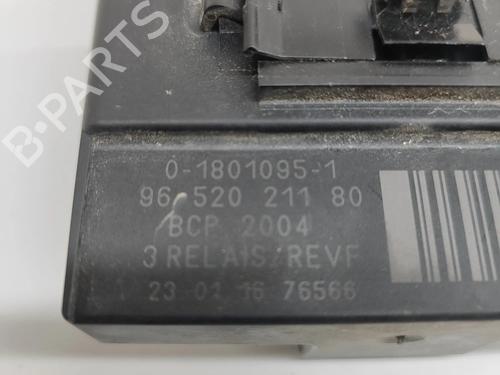 B-PARTS
0-1801095-1
96 520 211 80
BCP 2004
3 RELAIS/REVF
23 01 16 76566